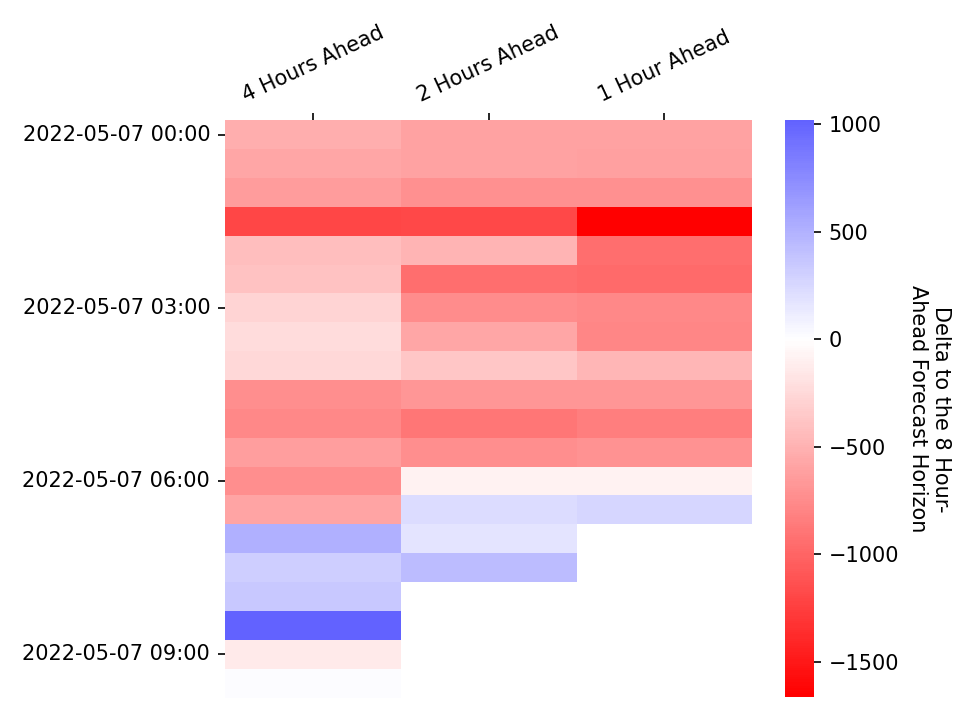 4 Hours Ahead
2 Hours Ahead
1 Hour Ahead
2022-05-07 00:00
2022-05-07 03:00
2022-05-07 06:00
2022-05-07 09:00
1000
500
0
−500
−1000
−1500
Delta to the 8 Hour-
Ahead Forecast Horizon